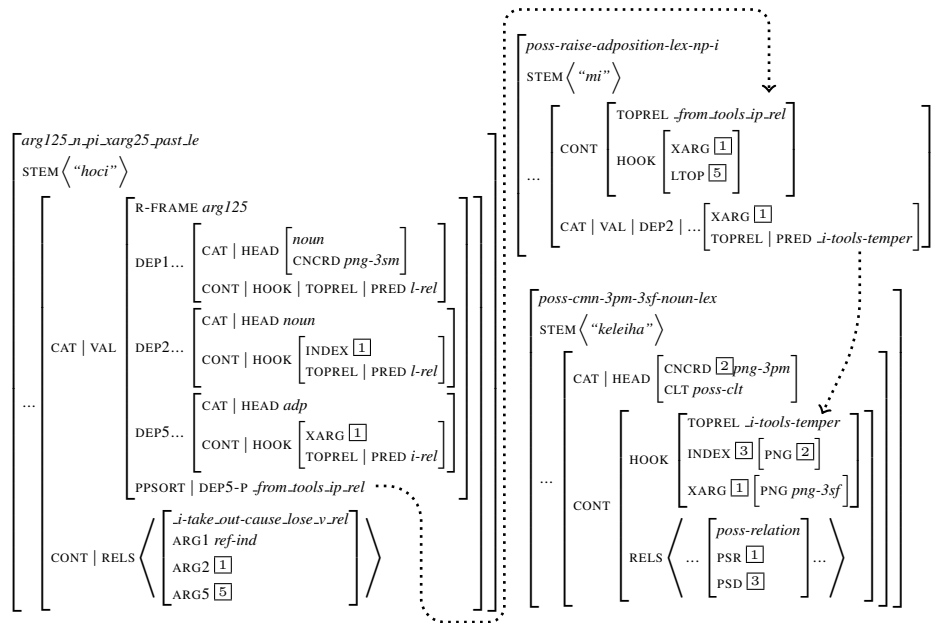 arg125_n_pi_xarg25_past_le
STEM ⟨ “hoci” ⟩
...
CAT | VAL
R-FRAME arg125
DEP1...
CAT | HEAD
noun
CNCRD png-3sm
CONT | HOOK | TOPREL | PRED l-rel
DEP2...
CAT | HEAD noun
CONT | HOOK
INDEX 1
TOPREL | PRED l-rel
DEP5...
CAT | HEAD adp
CONT | HOOK
XARG 1
TOPREL | PRED i-rel
PPSORT | DEP5-P _from_tools_ip_rel
CONT | RELS
_i-take_out-cause_lose_v_rel
ARG1 ref-ind
ARG2 1
ARG5 5
poss-raise-adposition-lex-np-i
STEM ⟨ “mi” ⟩
...
CONT
TOPREL _from_tools_ip_rel
HOOK
XARG 1
LTOP 5
CAT | VAL | DEP2 | ...
XARG 1
TOPREL | PRED _i-tools-temper
poss-cmn-3pm-3sf-noun-lex
STEM ⟨ “keleiha” ⟩
...
CAT | HEAD
CNCRD 2 png-3pm
CLT poss-clt
CONT
HOOK
TOPREL _i-tools-temper
INDEX 3 [PNG 2]
XARG 1 [PNG png-3sf]
RELS ⟨ ...
poss-relation
PSR 1
PSD 3
... ⟩